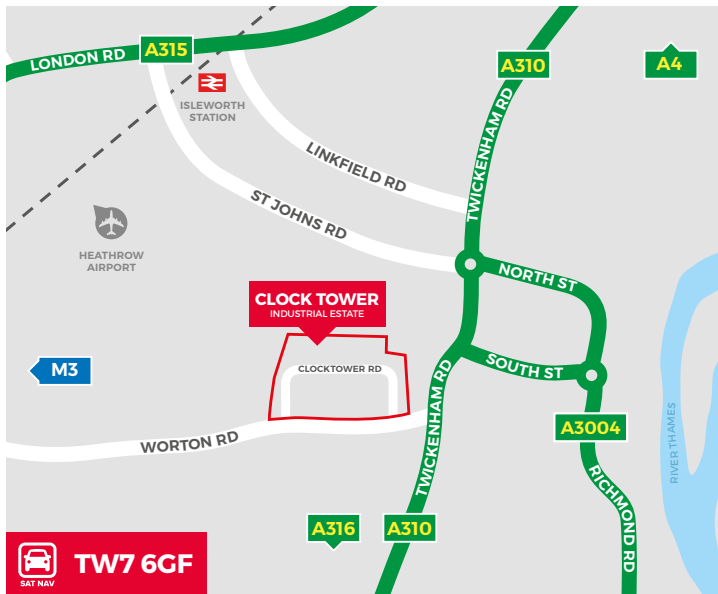 A315
LONDON RD
A310
A4
ISLEWORTH
STATION
LINKFIELD RD
TWICKENHAM RD
ST JOHNS RD
HEATHROW
AIRPORT
NORTH ST
CLOCK TOWER
INDUSTRIAL ESTATE
M3
CLOCKTOWER RD
SOUTH ST
TWICKENHAM RD
A3004
RIVER THAMES
WORTON RD
RICHMOND RD
A316
A310
TW7 6GF
SAT NAV